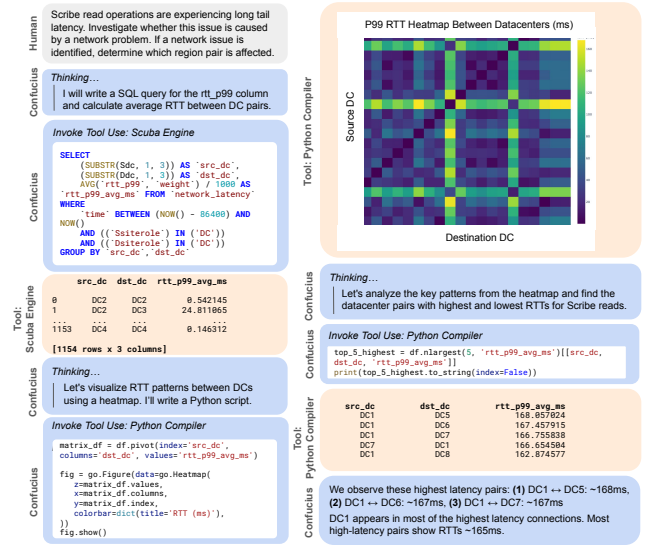 Human
Scribe read operations are experiencing long tail
latency. Investigate whether this issue is caused
by a network problem. If a network issue is
identified, determine which region pair is affected.
Confucius
Thinking…
I will write a SQL query for the rtt_p99 column
and calculate average RTT between DC pairs.
Confucius
Invoke Tool Use: Scuba Engine
SELECT
(SUBSTR(Sdc, 1, 3)) AS `src_dc`,
(SUBSTR(Ddc, 1, 3)) AS `dst_dc`,
AVG(`rtt_p99`, `weight`) / 1000 AS
`rtt_p99_avg_ms` FROM `network_latency`
WHERE
`time` BETWEEN (NOW() - 86400) AND
NOW()
AND ((`Ssiterole`) IN ('DC'))
AND ((`Dsiterole`) IN ('DC'))
GROUP BY `src_dc`,`dst_dc`
Tool:
Scuba Engine
src_dc dst_dc rtt_p99_avg_ms
0 DC2 DC2 0.542145
1 DC2 DC3 24.811065
... ... ... ...
1153 DC4 DC4 0.146312
[1154 rows x 3 columns]
Confucius
Thinking…
Let's visualize RTT patterns between DCs
using a heatmap. I'll write a Python script.
Confucius
Invoke Tool Use: Python Compiler
matrix_df = df.pivot(index='src_dc',
columns='dst_dc', values='rtt_p99_avg_ms')
fig = go.Figure(data=go.Heatmap(
z=matrix_df.values,
x=matrix_df.columns,
y=matrix_df.index,
colorbar=dict(title='RTT (ms)'),
))
fig.show()
Tool: Python Compiler
P99 RTT Heatmap Between Datacenters (ms)
Source DC
Destination DC
Confucius
Thinking…
Let's analyze the key patterns from the heatmap and find the
datacenter pairs with highest and lowest RTTs for Scribe reads.
Confucius
Invoke Tool Use: Python Compiler
top_5_highest = df.nlargest(5, 'rtt_p99_avg_ms')[[src_dc,
dst_dc, 'rtt_p99_avg_ms']]
print(top_5_highest.to_string(index=False))
Tool:
Python Compiler
src_dc dst_dc rtt_p99_avg_ms
DC1 DC5 168.057024
DC1 DC6 167.457915
DC1 DC7 166.755838
DC7 DC1 166.654504
DC1 DC8 162.874577
Confucius
We observe these highest latency pairs: (1) DC1 ↔ DC5: ~168ms,
(2) DC1 ↔ DC6: ~167ms, (3) DC1 ↔ DC7: ~167ms
DC1 appears in most of the highest latency connections. Most
high-latency pairs show RTTs ~165ms.